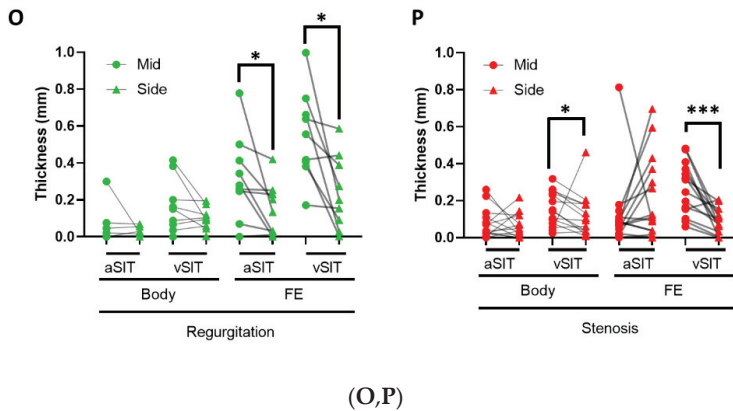 O
P
*
*
1.0
0.8
0.6
0.4
0.2
0.0
Thickness (mm)
Mid
Side
aSIT
vSIT
aSIT
vSIT
Body
FE
Regurgitation
*
***
1.0
0.8
0.6
0.4
0.2
0.0
Thickness (mm)
Mid
Side
aSIT
vSIT
aSIT
vSIT
Body
FE
Stenosis
(O,P)